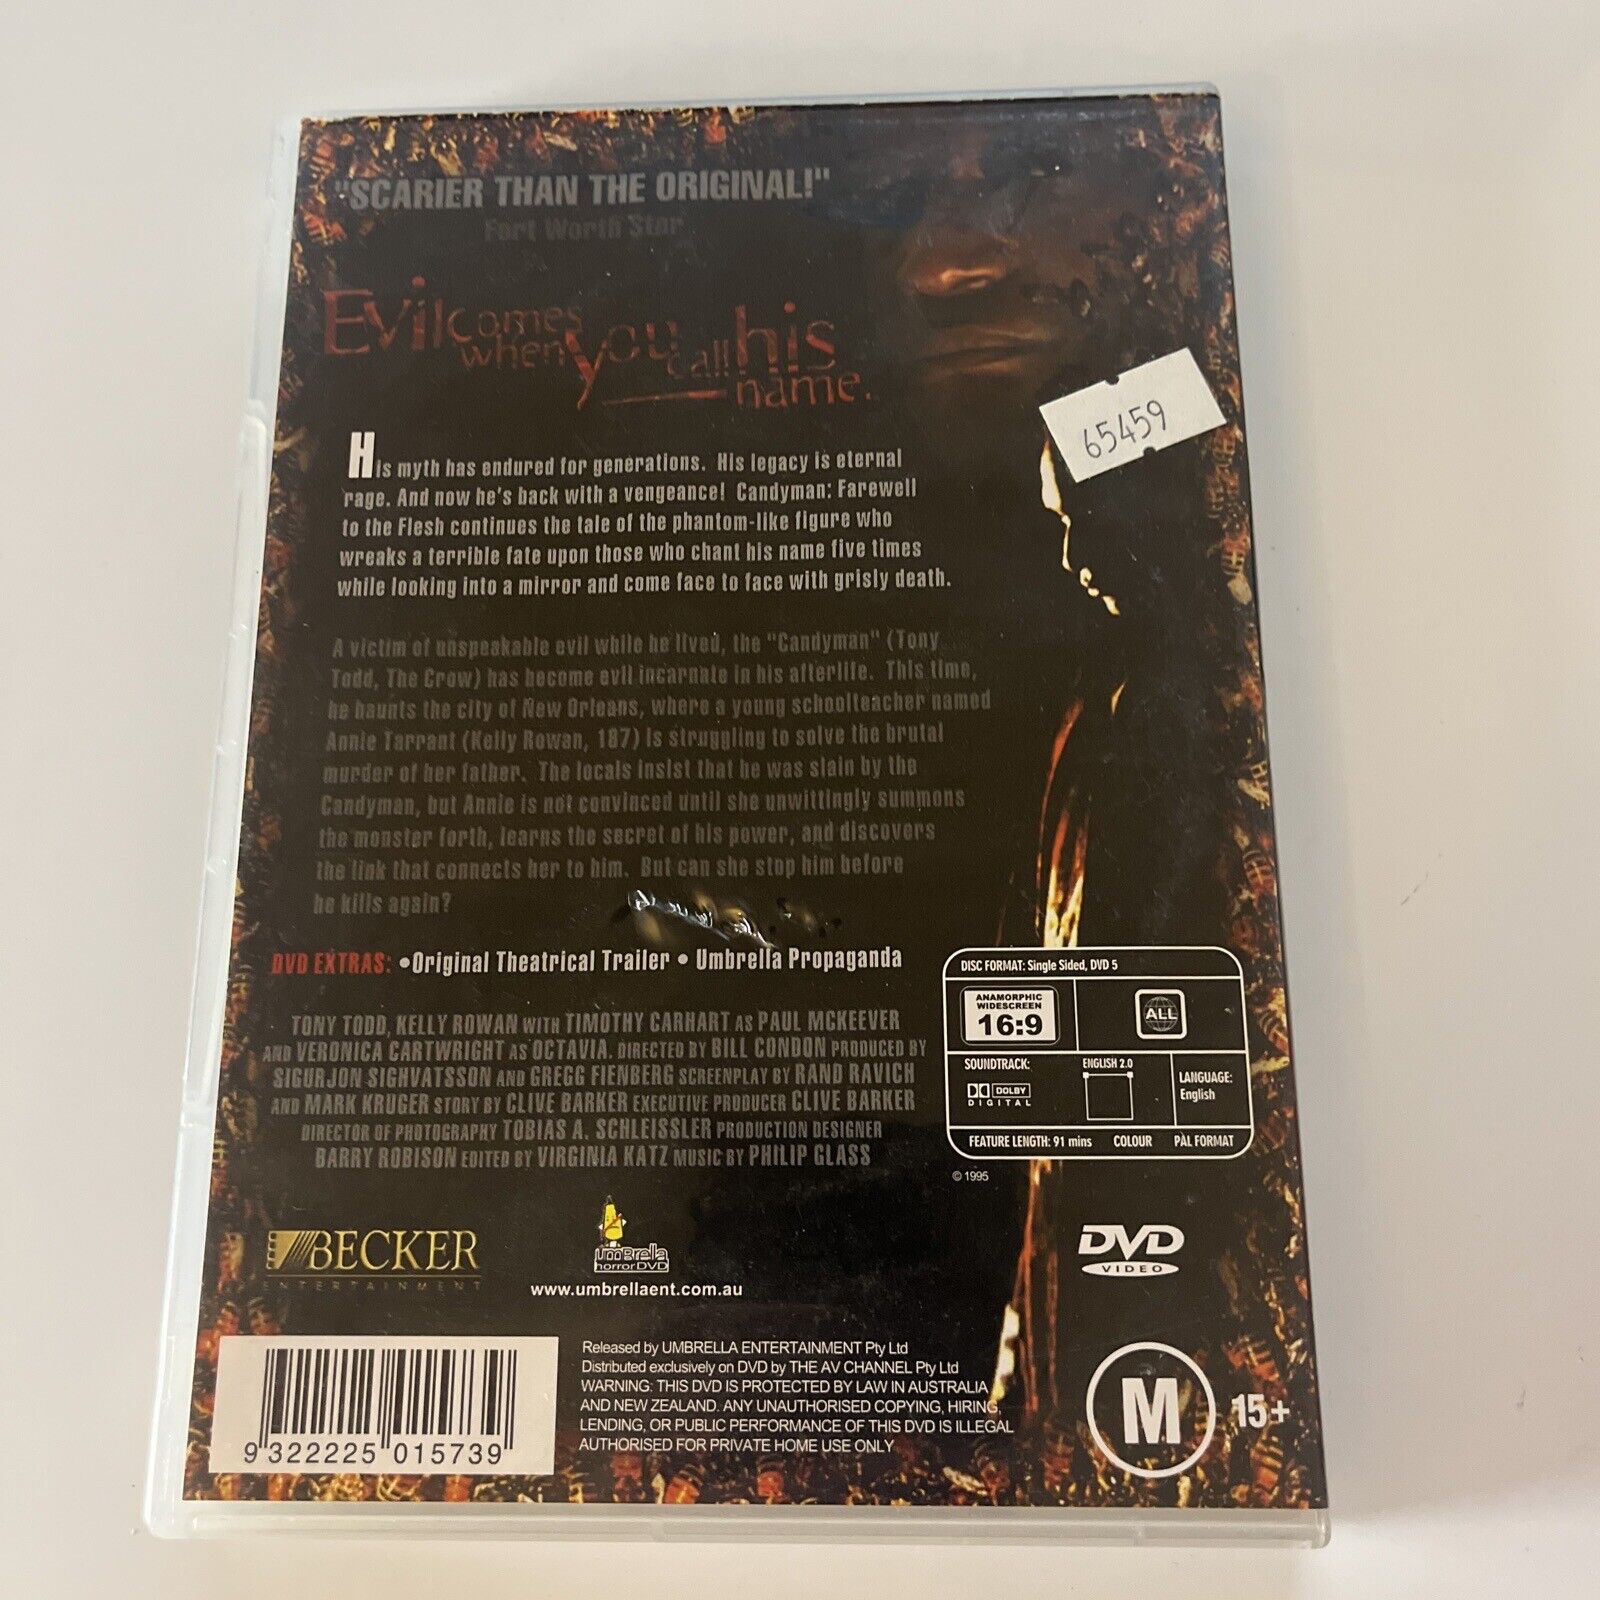 "SCARIER THAN THE ORIGINAL!"
Fort Worth Star
Evil comes
when you call his
name.
65459
His myth has endured for generations. His legacy is eternal
rage. And now he's back with a vengeance! Candyman: Farewell
to the Flesh continues the tale of the phantom-like figure who
wreaks a terrible fate upon those who chant his name five times
while looking into a mirror and come face to face with grisly death.
A victim of unspeakable evil while he lived, the "Candyman" (Tony
Todd, The Crow) has become evil incarnate in his afterlife. This time,
he haunts the city of New Orleans, where a young schoolteacher named
Annie Tarrant (Kelly Rowan, 187) is struggling to solve the brutal
murder of her father. The locals insist that he was slain by the
Candyman, but Annie is not convinced until she unwittingly summons
the monster forth, learns the secret of his power, and discovers
the link that connects her to him. But can she stop him before
he kills again?
DVD EXTRAS: •Original Theatrical Trailer • Umbrella Propaganda
TONY TODD, KELLY ROWAN WITH TIMOTHY CARHART AS PAUL MCKEEVER
AND VERONICA CARTWRIGHT AS OCTAVIA. DIRECTED BY BILL CONDON PRODUCED BY
SIGURJON SIGHVATSSON AND GREGG FIENBERG SCREENPLAY BY RAND RAVICH
AND MARK KRUGER STORY BY CLIVE BARKER EXECUTIVE PRODUCER CLIVE BARKER
DIRECTOR OF PHOTOGRAPHY TOBIAS A. SCHLEISSLER PRODUCTION DESIGNER
BARRY ROBISON EDITED BY VIRGINIA KATZ MUSIC BY PHILIP GLASS
DISC FORMAT: Single Sided, DVD 5
ANAMORPHIC
WIDESCREEN
16:9
ALL
SOUNDTRACK:
DOLBY
DIGITAL
ENGLISH 2.0
LANGUAGE:
English
FEATURE LENGTH: 91 mins COLOUR PAL FORMAT
© 1995
BECKER
ENTERTAINMENT
umbrella
horrorDVD
www.umbrellaent.com.au
DVD
VIDEO
Released by UMBRELLA ENTERTAINMENT Pty Ltd
Distributed exclusively on DVD by THE AV CHANNEL Pty Ltd
WARNING: THIS DVD IS PROTECTED BY LAW IN AUSTRALIA
AND NEW ZEALAND. ANY UNAUTHORISED COPYING, HIRING,
LENDING, OR PUBLIC PERFORMANCE OF THIS DVD IS ILLEGAL
AUTHORISED FOR PRIVATE HOME USE ONLY
M 15+
9 322225 015739